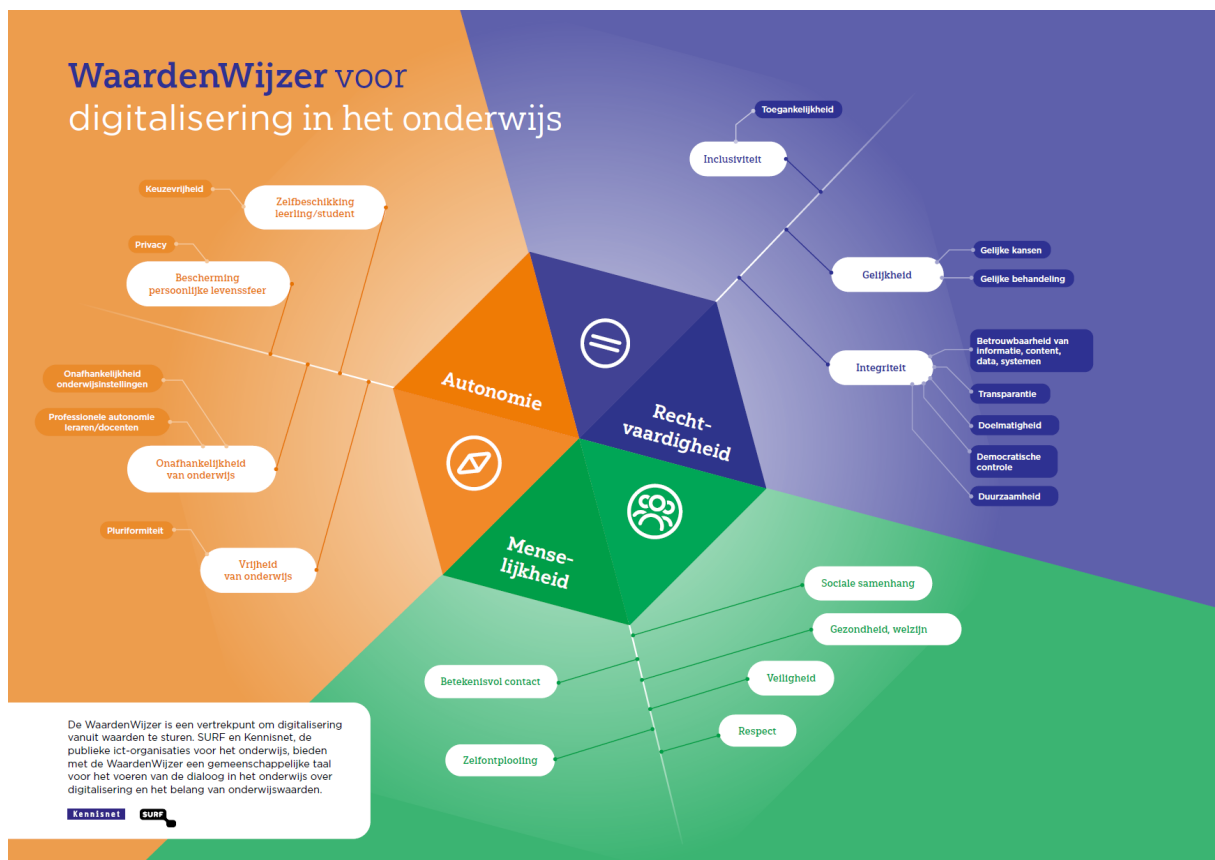 WaardenWijzer voor
digitalisering in het onderwijs
Keuzevrijheid
Zelfbeschikking
leerling/student
Privacy
Bescherming
persoonlijke levenssfeer
Onafhankelijkheid
onderwijsinstellingen
Professionele autonomie
leraren/docenten
Onafhankelijkheid
van onderwijs
Pluriformiteit
Vrijheid
van onderwijs
Autonomie
Toegankelijkheid
Inclusiviteit
Gelijkheid
Gelijke kansen
Gelijke behandeling
Integriteit
Betrouwbaarheid van
informatie, content,
data, systemen
Transparantie
Doelmatigheid
Democratische
controle
Duurzaamheid
Recht-
vaardigheid
Mense-
lijkheid
Sociale samenhang
Gezondheid, welzijn
Betekenisvol contact
Veiligheid
Respect
Zelfontplooiing
De WaardenWijzer is een vertrekpunt om digitalisering
vanuit waarden te sturen. SURF en Kennisnet, de
publieke ict-organisaties voor het onderwijs, bieden
met de WaardenWijzer een gemeenschappelijke taal
voor het voeren van de dialoog in het onderwijs over
digitalisering en het belang van onderwijswaarden.
Kennisnet
SURF